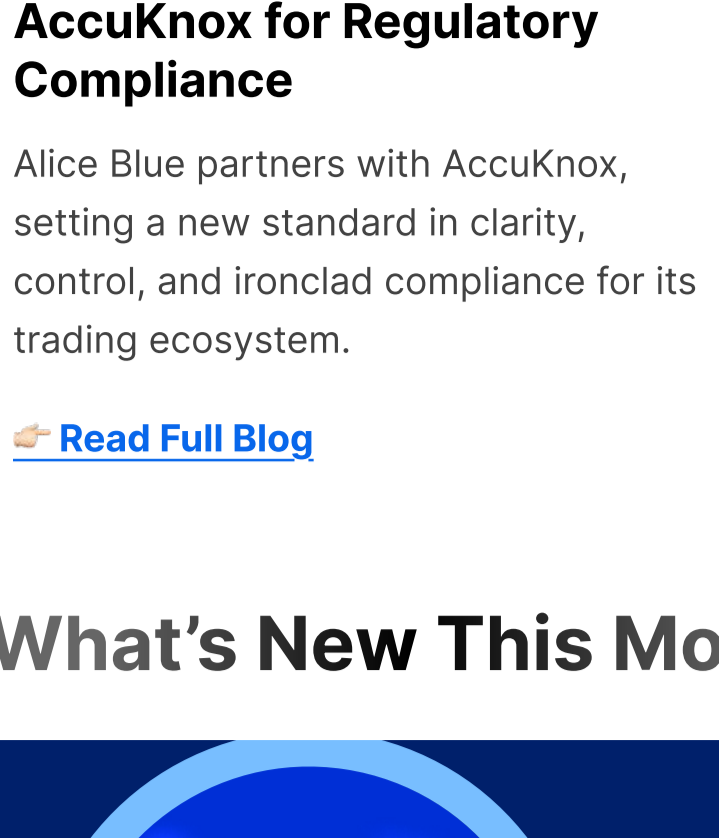 AccuKnox for Regulatory
Compliance
Alice Blue partners with AccuKnox,
setting a new standard in clarity,
control, and ironclad compliance for its
trading ecosystem.
👉🏻 Read Full Blog
What’s New This Mo